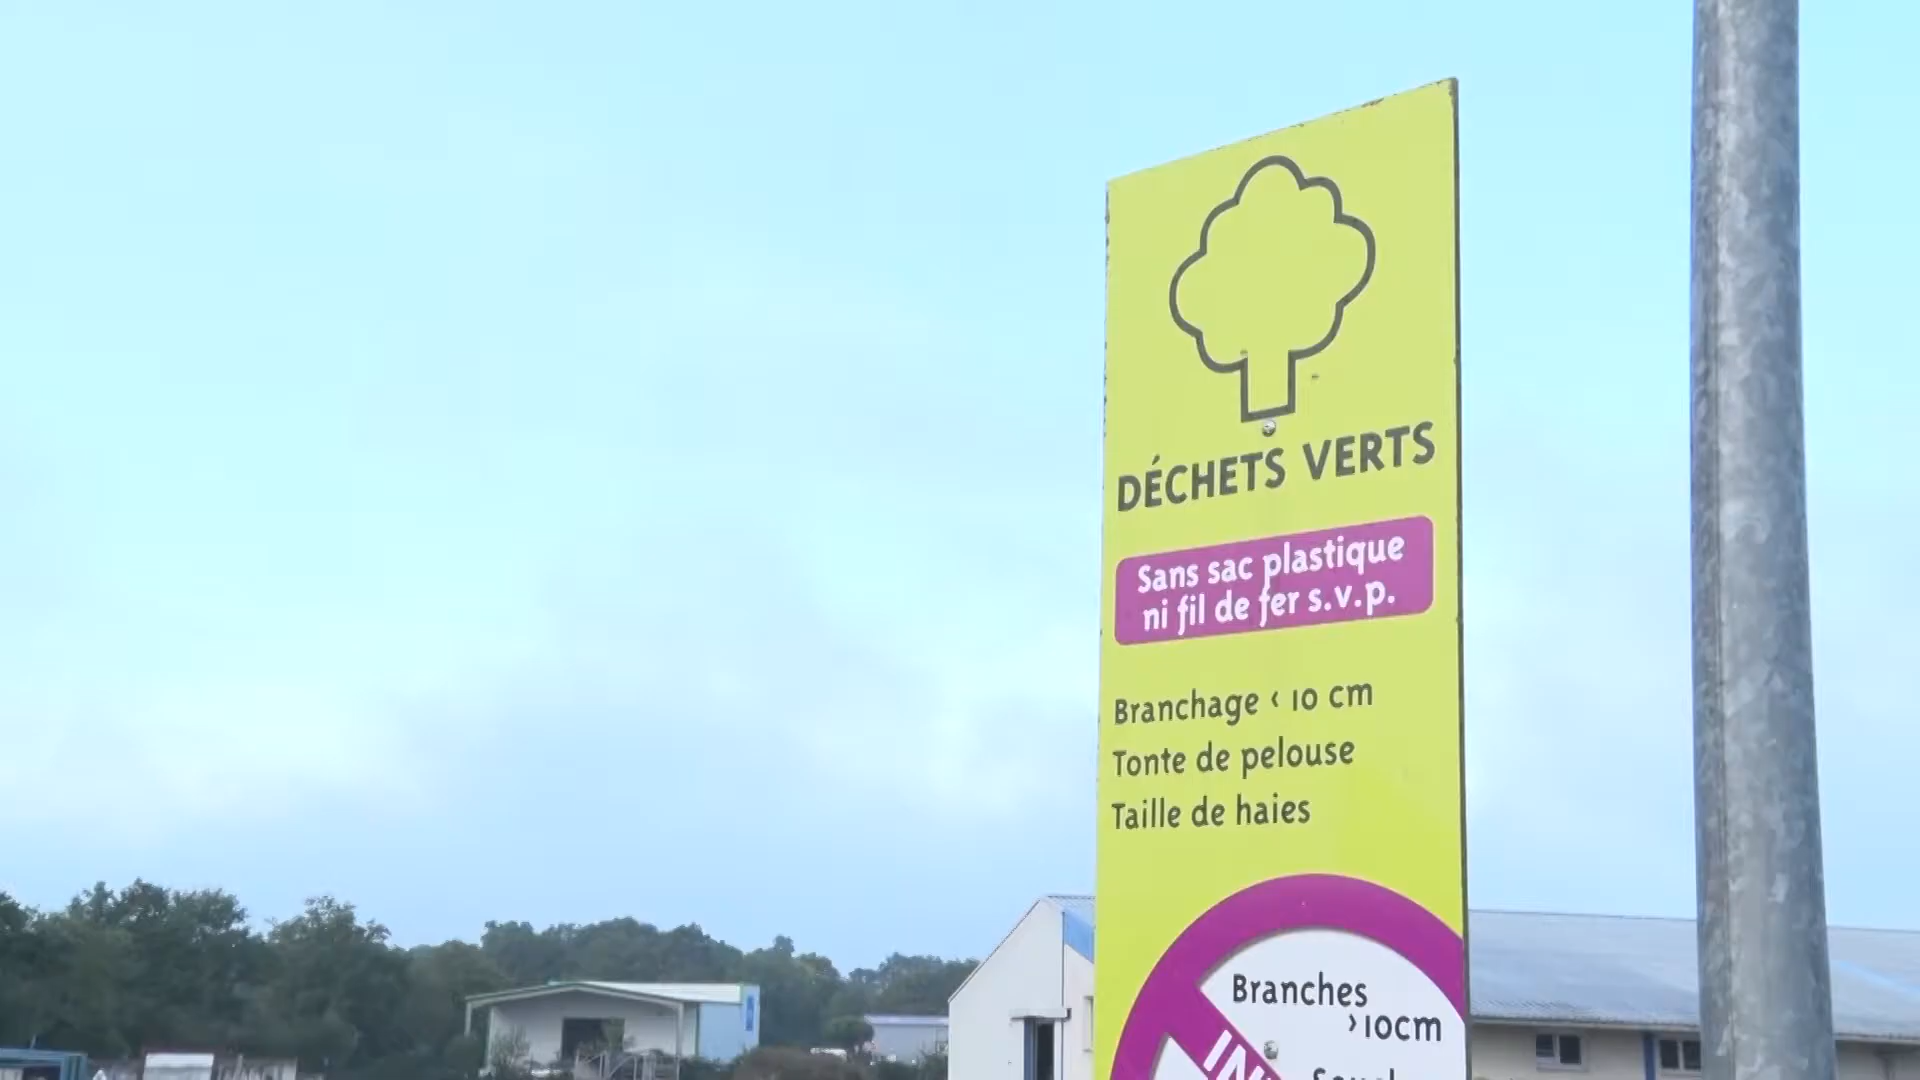 DÉCHETS VERTS
Sans sac plastique
ni fil de fer s.v.p.
Branchage < 10 cm
Tonte de pelouse
Taille de haies
Branches
>10cm